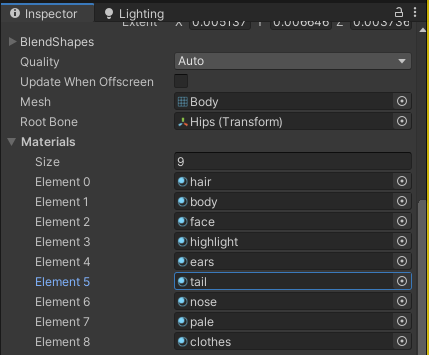 Inspector Lighting
Extent X 0.005137 Y 0.006646 Z 0.003736
BlendShapes
Quality Auto
Update When Offscreen
Mesh Body
Root Bone Hips (Transform)
Materials
Size 9
Element 0 hair
Element 1 body
Element 2 face
Element 3 highlight
Element 4 ears
Element 5 tail
Element 6 nose
Element 7 pale
Element 8 clothes